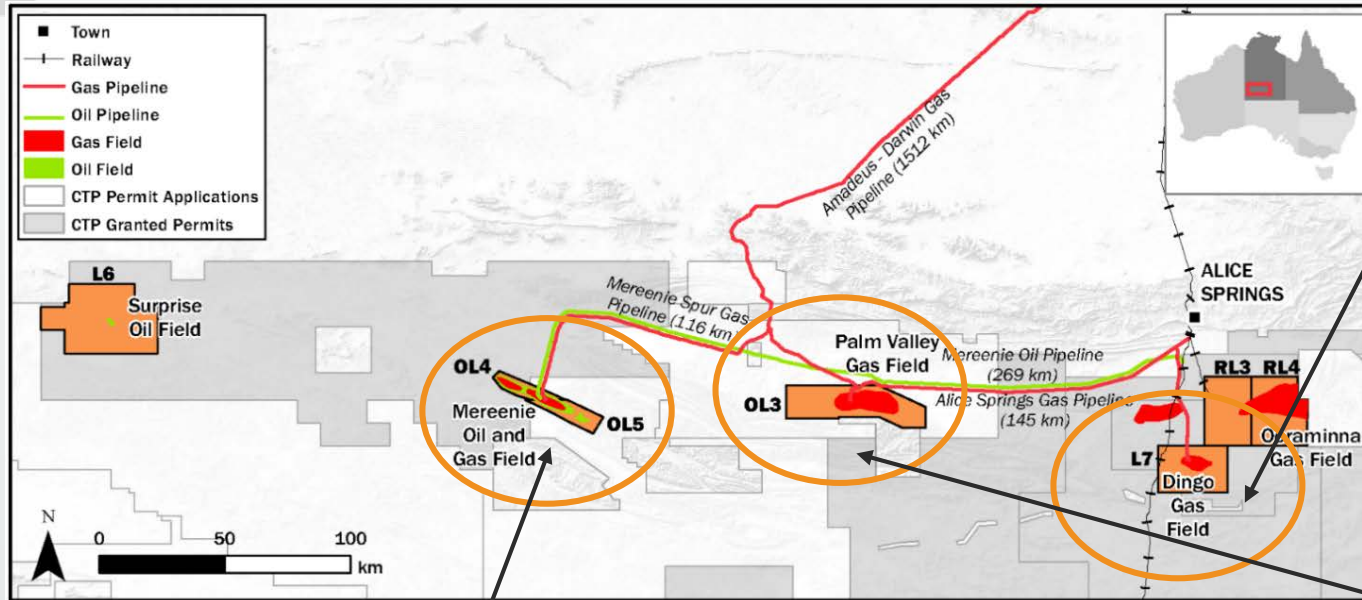 Town
Railway
Gas Pipeline
Oil Pipeline
Gas Field
Oil Field
CTP Permit Applications
CTP Granted Permits
Amadeus - Darwin Gas
Pipeline (1512 km)
ALICE
SPRINGS
L6
Surprise
Oil Field
Mereenie Spur Gas
Pipeline (116 km)
OL4
OL5
Mereenie
Oil and
Gas Field
Palm Valley
Gas Field
OL3
Mereenie Oil Pipeline
(269 km)
Alice Springs Gas Pipeline
(145 km)
RL3
RL4
Ooraminna
Gas Field
L7
Dingo
Gas
Field
N
0 50 100
km